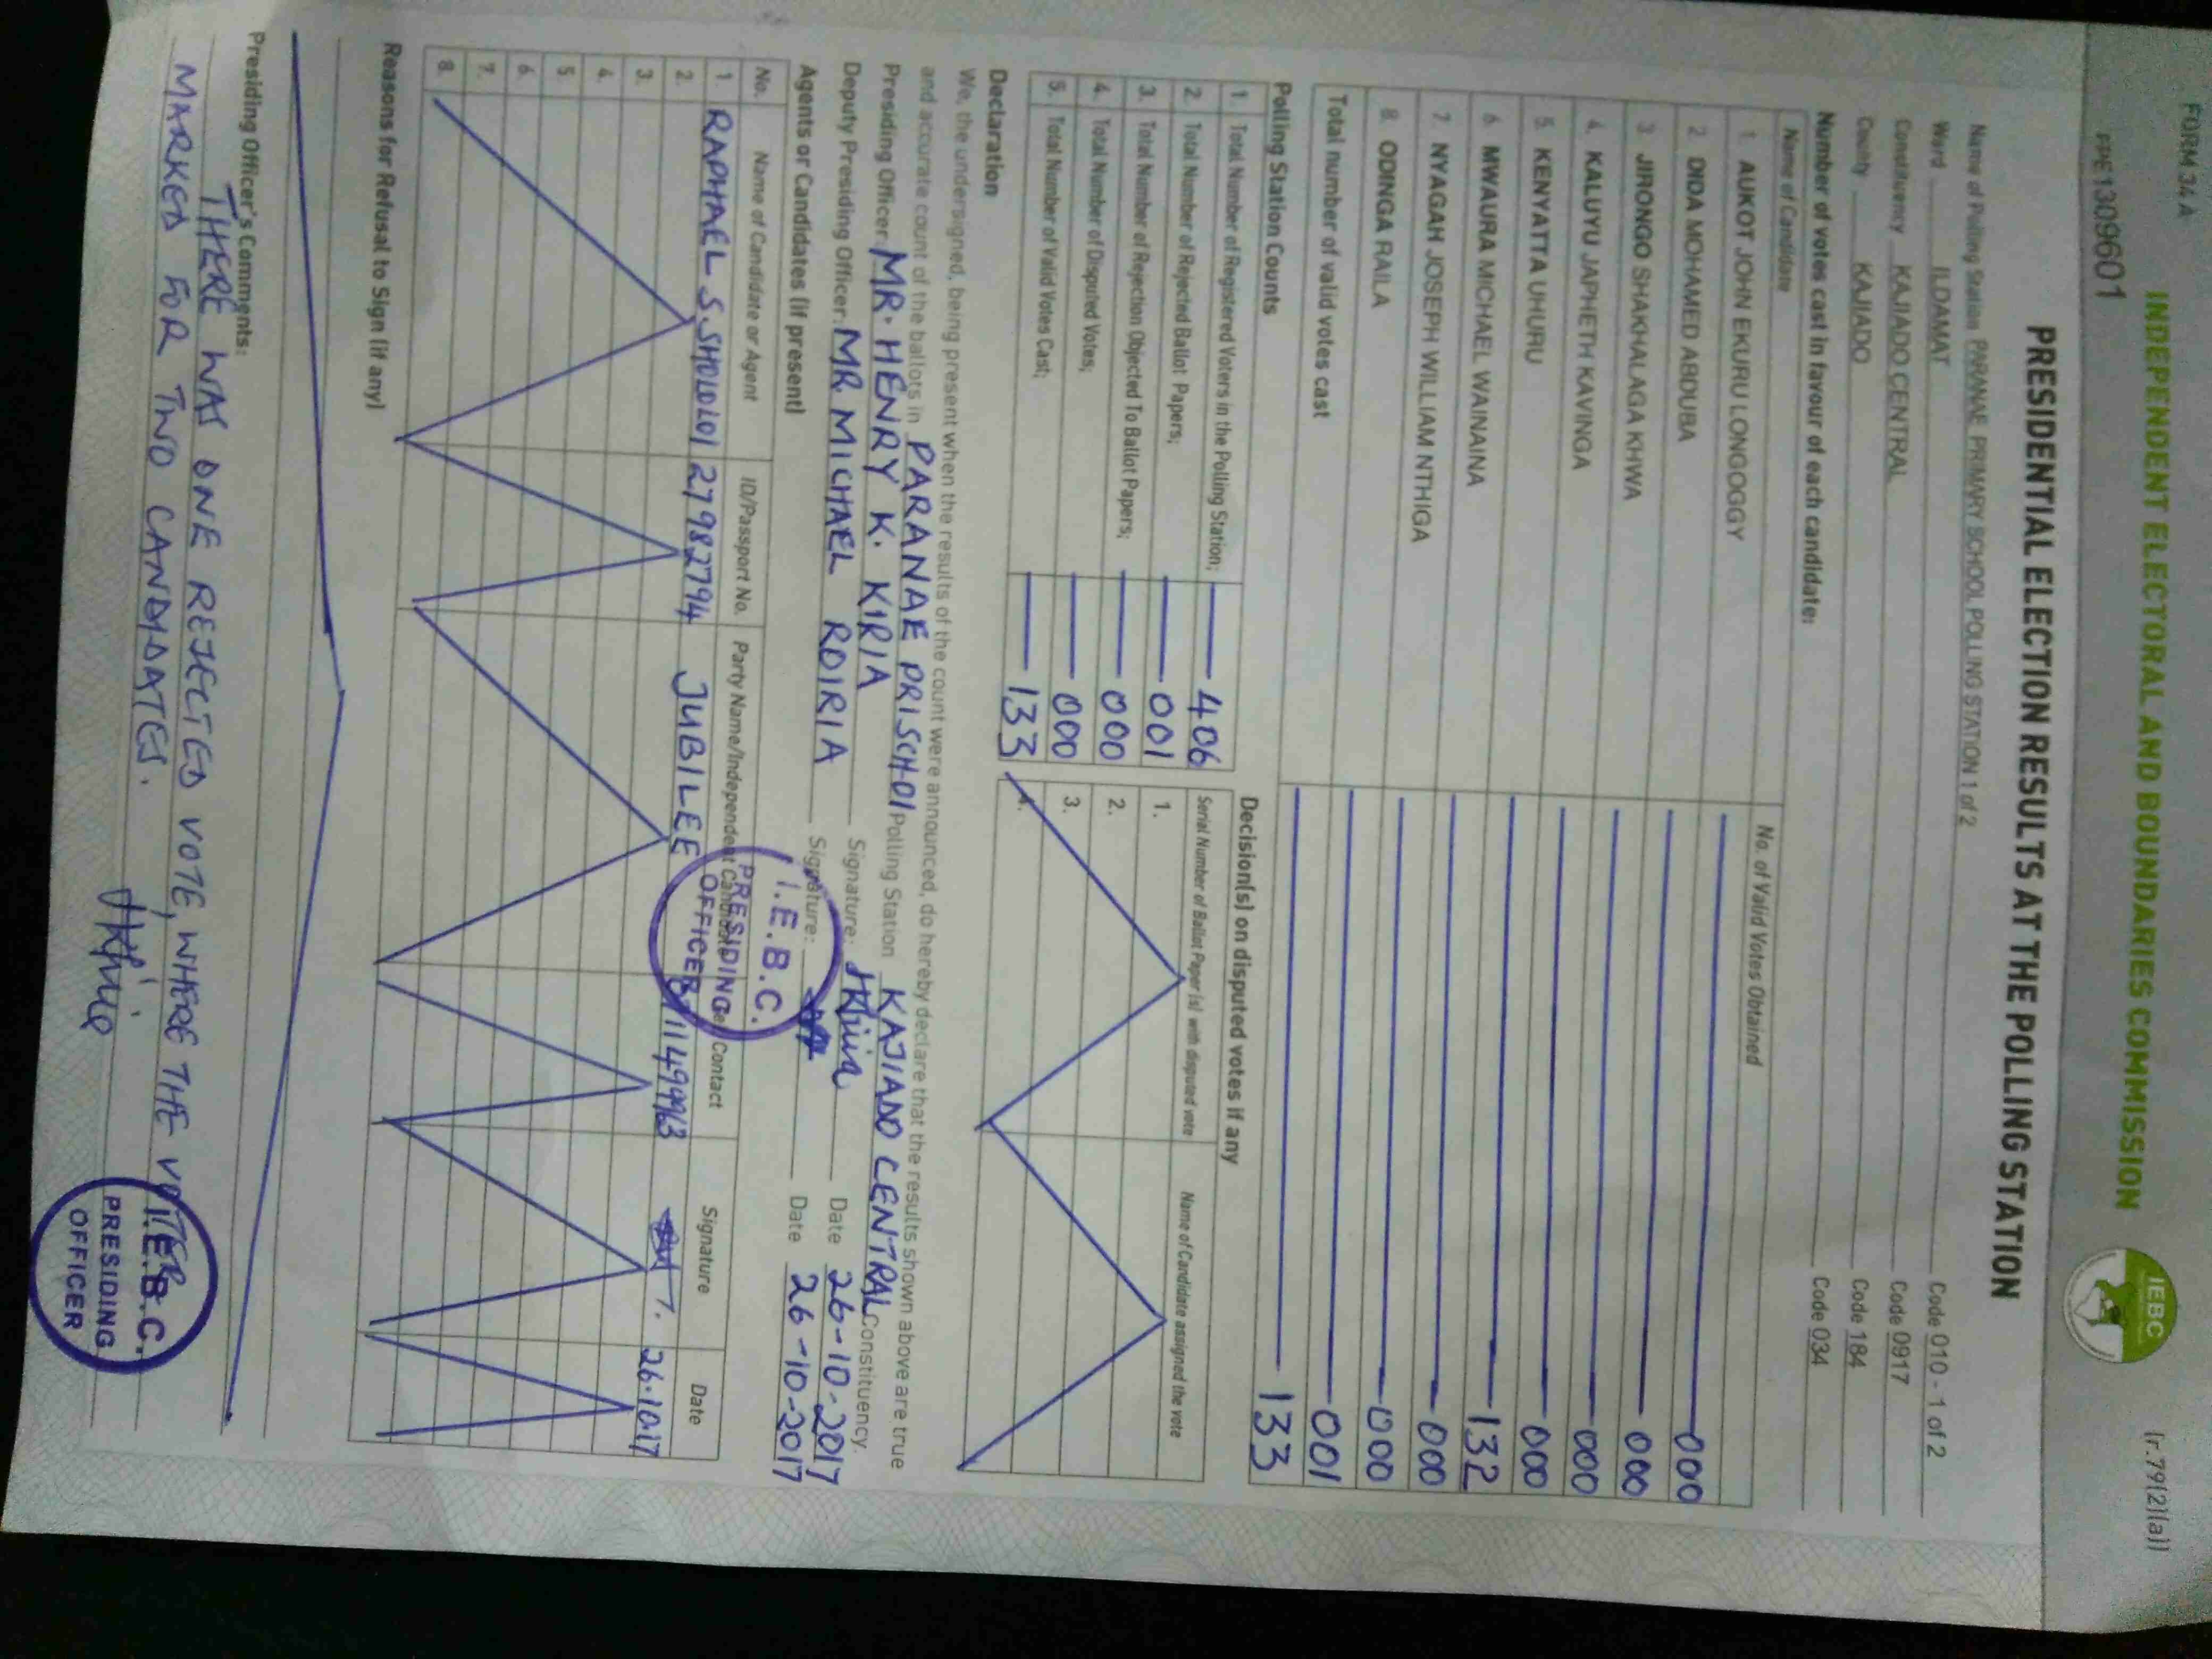 FORM 34 A
(r.79(2)(a))
INDEPENDENT ELECTORAL AND BOUNDARIES COMMISSION
IEBC
PPE1309601
PRESIDENTIAL ELECTION RESULTS AT THE POLLING STATION
Name of Polling Station PARANAE PRIMARY SCHOOL POLLING STATION 1 of 2 Code 010 - 1 of 2
Ward ILDAMAT Code 0917
Constituency KAJIADO CENTRAL Code 184
County KAJIADO Code 034
Number of votes cast in favour of each candidate:
Name of Candidate No. of Valid Votes Obtained
1. AUKOT JOHN EKURU LONGOGGY 000
2. DIDA MOHAMED ABDUBA 000
3. JIRONGO SHAKHALAGA KHWA 000
4. KALUYU JAPHETH KAVINGA 000
5. KENYATTA UHURU 132
6. MWAURA MICHAEL WAINAINA 000
7. NYAGAH JOSEPH WILLIAM NTHIGA 000
8. ODINGA RAILA 001
Total number of valid votes cast 133
Polling Station Counts
1. Total Number of Registered Voters in the Polling Station; 406
2. Total Number of Rejected Ballot Papers; 001
3. Total Number of Rejection Objected To Ballot Papers; 000
4. Total Number of Disputed Votes; 000
5. Total Number of Valid Votes Cast; 133
Decision(s) on disputed votes if any
Serial Number of Ballot Paper(s) with disputed vote Name of Candidate assigned the vote
1.
2.
3.
4.
Declaration
We, the undersigned, being present when the results of the count were announced, do hereby declare that the results shown above are true
and accurate count of the ballots in PARANAE PRI SCHOOL Polling Station KAJIADO CENTRAL Constituency.
Presiding Officer: MR. HENRY K. KIRIA Signature: Date 26-10-2017
Deputy Presiding Officer: MR MICHAEL ROIRIA Signature: Date 26-10-2017
Agents or Candidates (if present)
No. Name of Candidate or Agent ID/Passport No. Party Name/Independent Candidate Contact Signature Date
1. RAPHAEL S. SHOLOLOI 27982794 JUBILEE 26.10.17
2.
3.
4.
5.
6.
7.
8.
I.E.B.C.
PRESIDING
OFFICER
Reasons for Refusal to Sign (if any)
Presiding Officer's Comments:
THERE WAS ONE REJECTED VOTE, WHERE THE VOTER
MARKED FOR TWO CANDIDATES.
I.E.B.C.
PRESIDING
OFFICER